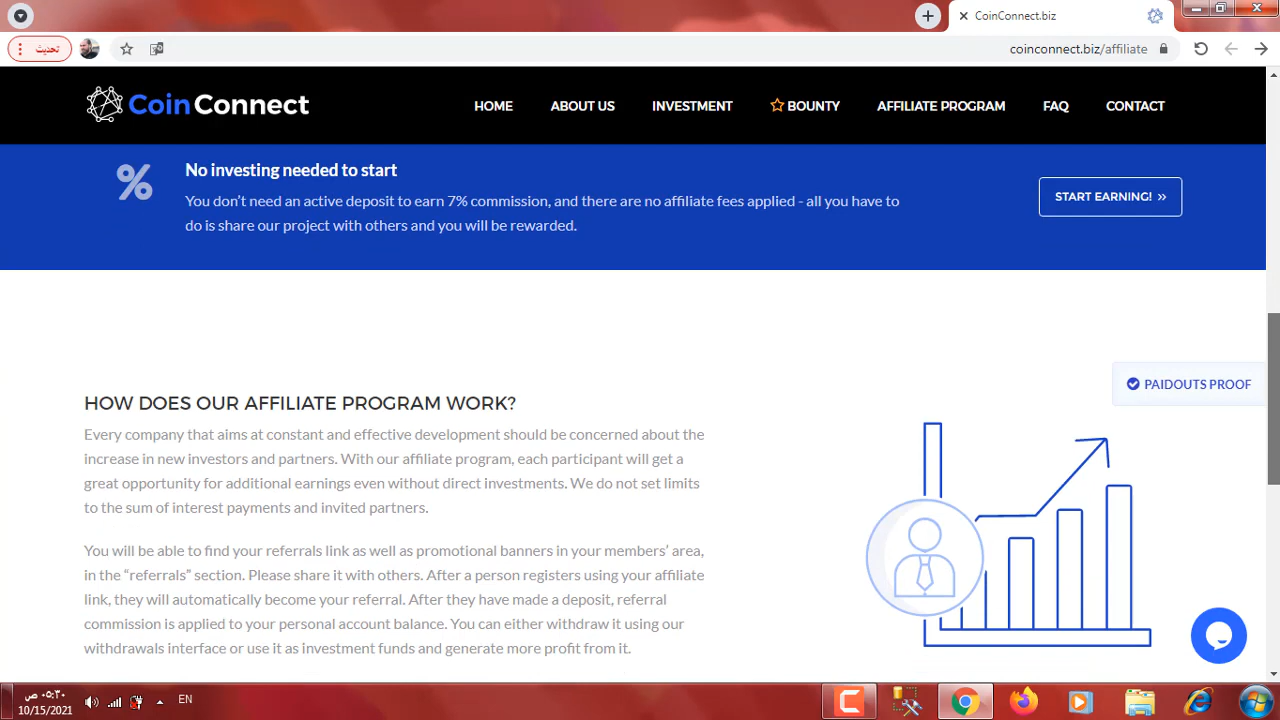 CoinConnect.biz
تحديث
coinconnect.biz/affiliate
CoinConnect
HOME
ABOUT US
INVESTMENT
BOUNTY
AFFILIATE PROGRAM
FAQ
CONTACT
%
No investing needed to start
You don’t need an active deposit to earn 7% commission, and there are no affiliate fees applied - all you have to
do is share our project with others and you will be rewarded.
START EARNING! »
PAIDOUTS PROOF
HOW DOES OUR AFFILIATE PROGRAM WORK?
Every company that aims at constant and effective development should be concerned about the
increase in new investors and partners. With our affiliate program, each participant will get a
great opportunity for additional earnings even without direct investments. We do not set limits
to the sum of interest payments and invited partners.
You will be able to find your referrals link as well as promotional banners in your members’ area,
in the “referrals” section. Please share it with others. After a person registers using your affiliate
link, they will automatically become your referral. After they have made a deposit, referral
commission is applied to your personal account balance. You can either withdraw it using our
withdrawals interface or use it as investment funds and generate more profit from it.
٠٥:٣٠ ص
10/15/2021
EN